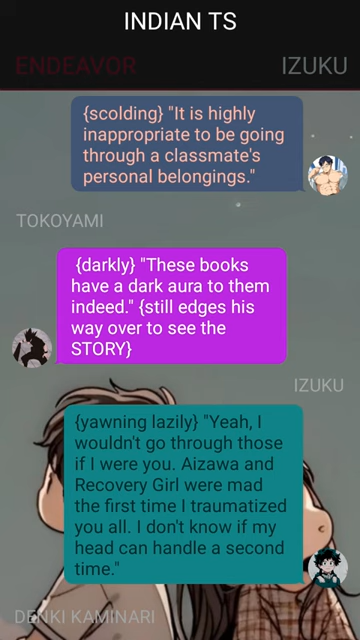 INDIAN TS
ENDEAVOR
IZUKU
{scolding} "It is highly
inappropriate to be going
through a classmate's
personal belongings."
TOKOYAMI
{darkly} "These books
have a dark aura to them
indeed." {still edges his
way over to see the
STORY}
IZUKU
{yawning lazily} "Yeah, I
wouldn't go through those
if I were you. Aizawa and
Recovery Girl were mad
the first time I traumatized
you all. I don't know if my
head can handle a second
time."
DENKI KAMINARI